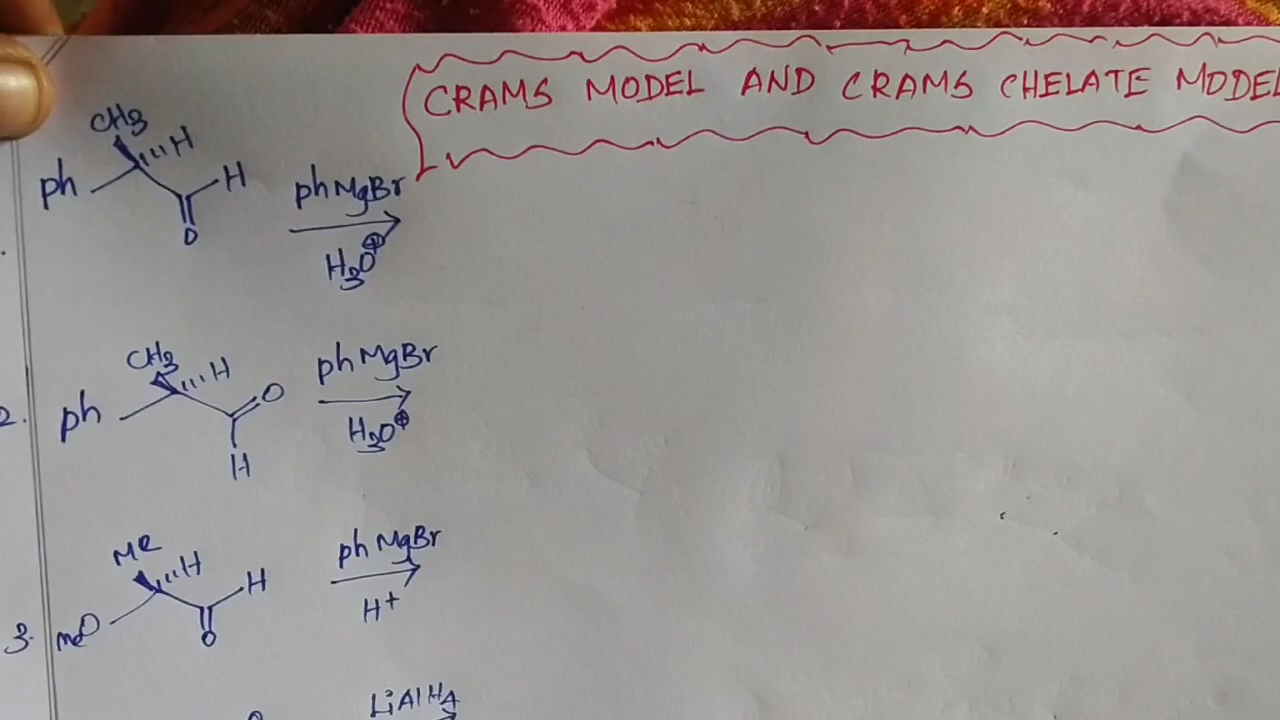 CRAMS MODEL AND CRAMS CHELATE MODEL
CH3
H
ph
H
O
phMgBr
H3O⊕
2.
CH3
H
ph
O
H
phMgBr
H3O⊕
3.
Me
H
meO
H
O
phMgBr
H+
LiAlH4